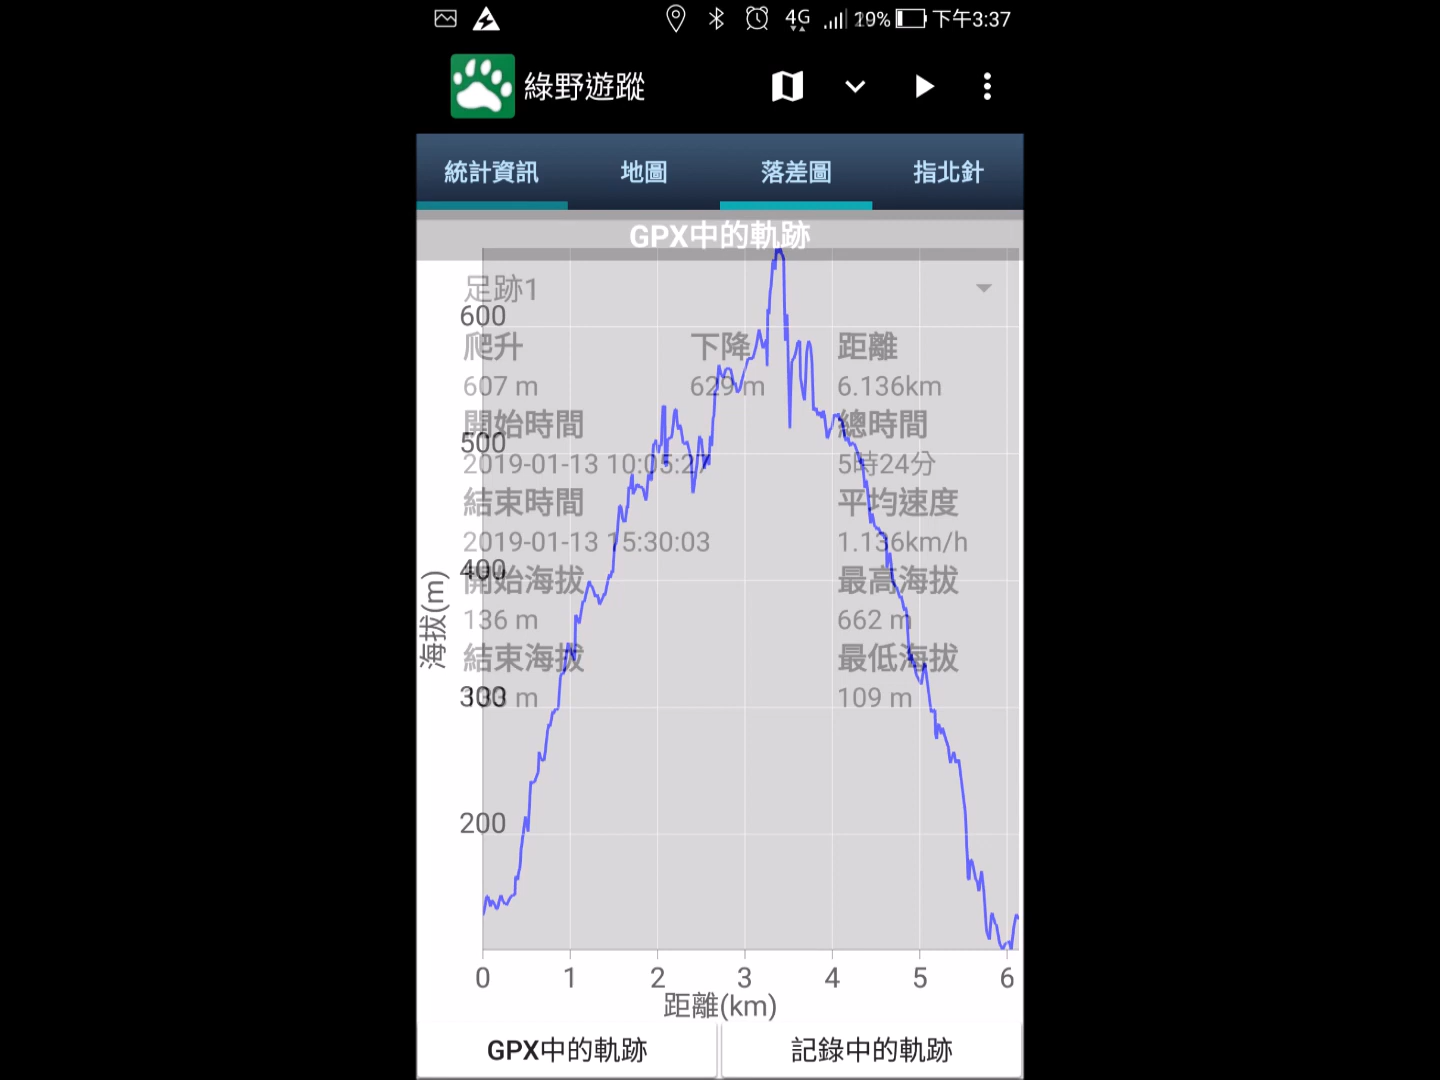 4G 19% 下午3:37
綠野遊蹤
統計資訊 地圖 落差圖 指北針
GPX中的軌跡
足跡1
600
爬升 下降 距離
607 m 629 m 6.136km
開始時間 總時間
500
2019-01-13 10:05:27 5時24分
結束時間 平均速度
2019-01-13 15:30:03 1.136km/h
400
開始海拔 最高海拔
136 m 662 m
結束海拔 最低海拔
300 m 109 m
海拔(m)
200
0 1 2 3 4 5 6
距離(km)
GPX中的軌跡 記錄中的軌跡